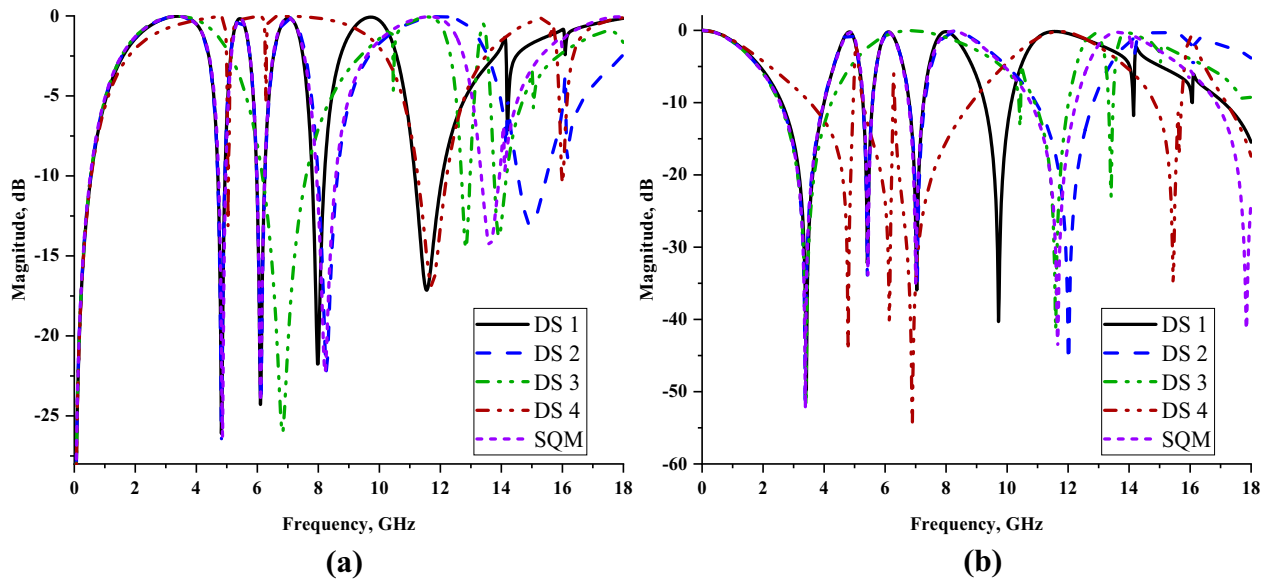 0
-5
-10
-15
-20
-25
Magnitude, dB
DS 1
DS 2
DS 3
DS 4
SQM
0 2 4 6 8 10 12 14 16 18
Frequency, GHz
(a)
0
-10
-20
-30
-40
-50
-60
Magnitude, dB
DS 1
DS 2
DS 3
DS 4
SQM
0 2 4 6 8 10 12 14 16 18
Frequency, GHz
(b)